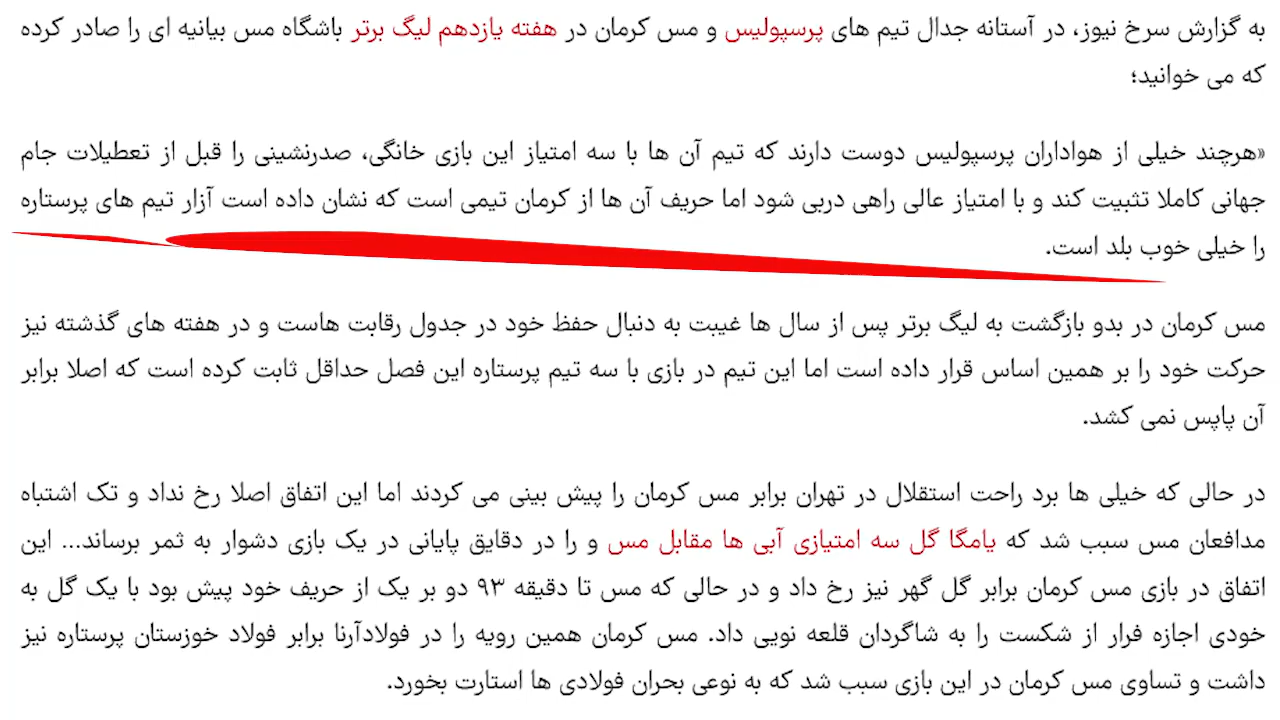 به گزارش سرخ نیوز، در آستانه جدال تیم های پرسپولیس و مس کرمان در هفته یازدهم لیگ برتر باشگاه مس بیانیه ای را صادر کرده
که می خوانید؛
«هرچند خیلی از هواداران پرسپولیس دوست دارند که تیم آن ها با سه امتیاز این بازی خانگی، صدرنشینی را قبل از تعطیلات جام
جهانی کاملا تثبیت کند و با امتیاز عالی راهی دربی شود اما حریف آن ها از کرمان تیمی است که نشان داده است آزار تیم های پرستاره
را خیلی خوب بلد است.
مس کرمان در بدو بازگشت به لیگ برتر پس از سال ها غیبت به دنبال حفظ خود در جدول رقابت هاست و در هفته های گذشته نیز
حرکت خود را بر همین اساس قرار داده است اما این تیم در بازی با سه تیم پرستاره این فصل حداقل ثابت کرده است که اصلا برابر
آن پاپس نمی کشد.
در حالی که خیلی ها برد راحت استقلال در تهران برابر مس کرمان را پیش بینی می کردند اما این اتفاق اصلا رخ نداد و تک اشتباه
مدافعان مس سبب شد که یامگا گل سه امتیازی آبی ها مقابل مس و را در دقایق پایانی در یک بازی دشوار به ثمر برساند... این
اتفاق در بازی مس کرمان برابر گل گهر نیز رخ داد و در حالی که مس تا دقیقه ۹۳ دو بر یک از حریف خود پیش بود با یک گل به
خودی اجازه فرار از شکست را به شاگردان قلعه نویی داد. مس کرمان همین رویه را در فولادآرنا برابر فولاد خوزستان پرستاره نیز
داشت و تساوی مس کرمان در این بازی سبب شد که به نوعی بحران فولادی ها استارت بخورد.